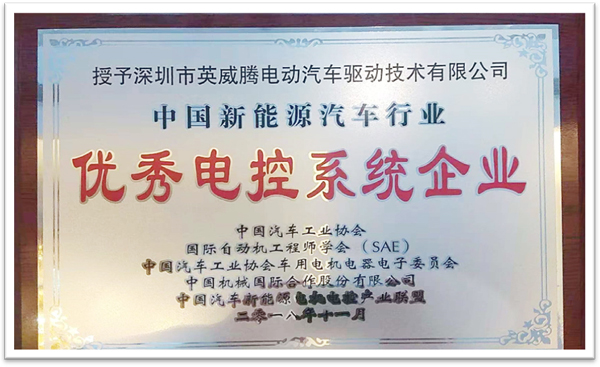 授予深圳市英威腾电动汽车驱动技术有限公司
中国新能源汽车行业
优秀电控系统企业
中国汽车工业协会
国际自动机工程师学会（SAE）
中国汽车工业协会车用电机电器电子委员会
中国机械国际合作股份有限公司
中国汽车新能源电机电控产业联盟
二零一八年十一月